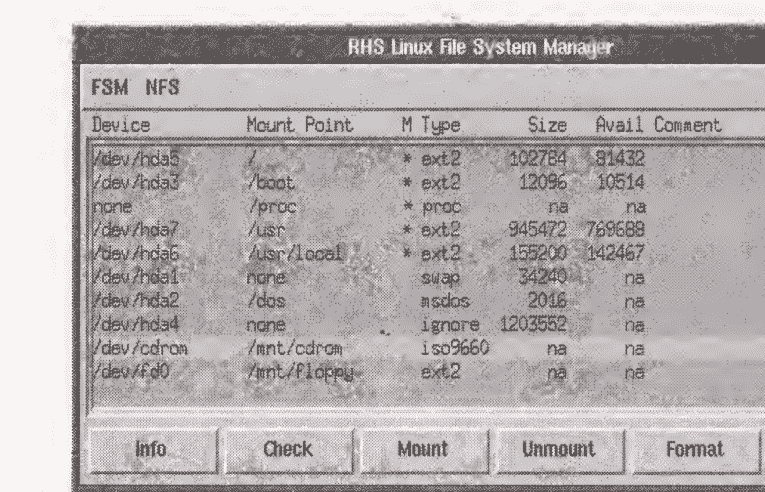 RHS Linux File System Manager
FSM NFS
Device Mount Point M Type Size Avail Comment
/dev/hda5 / * ext2 102784 81432
/dev/hda3 /boot * ext2 12096 10514
none /proc * proc na na
/dev/hda7 /usr * ext2 945472 769688
/dev/hda6 /usr/local * ext2 155200 142467
/dev/hda1 none swap 34240 na
/dev/hda2 /dos msdos 2016 na
/dev/hda4 none ignore 1203552 na
/dev/cdrom /mnt/cdrom iso9660 na na
/dev/fd0 /mnt/floppy ext2 na na
Info Check Mount Unmount Format